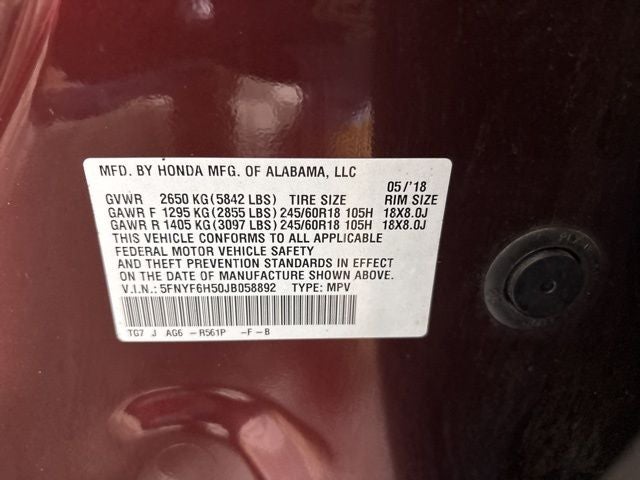 MFD. BY HONDA MFG. OF ALABAMA, LLC
05/'18
GVWR 2650 KG(5842 LBS) TIRE SIZE RIM SIZE
GAWR F 1295 KG(2855 LBS) 245/60R18 105H 18X8.0J
GAWR R 1405 KG(3097 LBS) 245/60R18 105H 18X8.0J
THIS VEHICLE CONFORMS TO ALL APPLICABLE
FEDERAL MOTOR VEHICLE SAFETY
AND THEFT PREVENTION STANDARDS IN EFFECT
ON THE DATE OF MANUFACTURE SHOWN ABOVE.
V.I.N.: 5FNYF6H50JB058892 TYPE: MPV
TG7 J AG6 -R561P -F-B